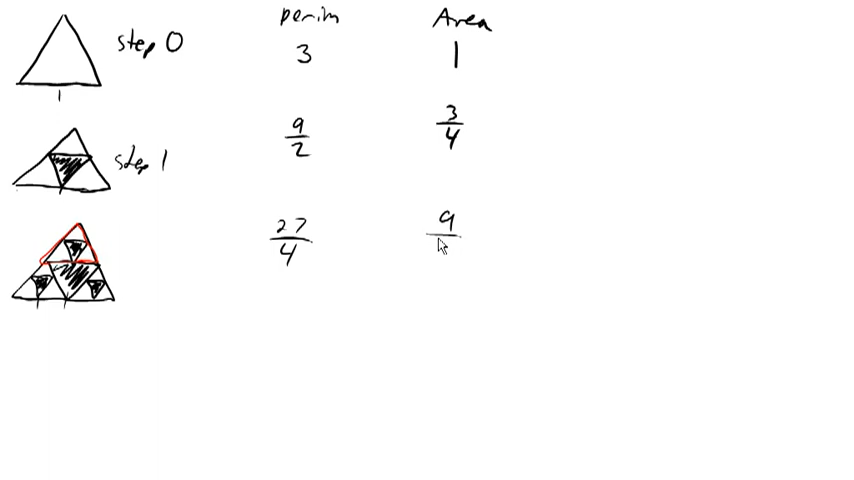 perim Area
step 0 3 1
1
step 1 9/2 3/4
27/4 9/